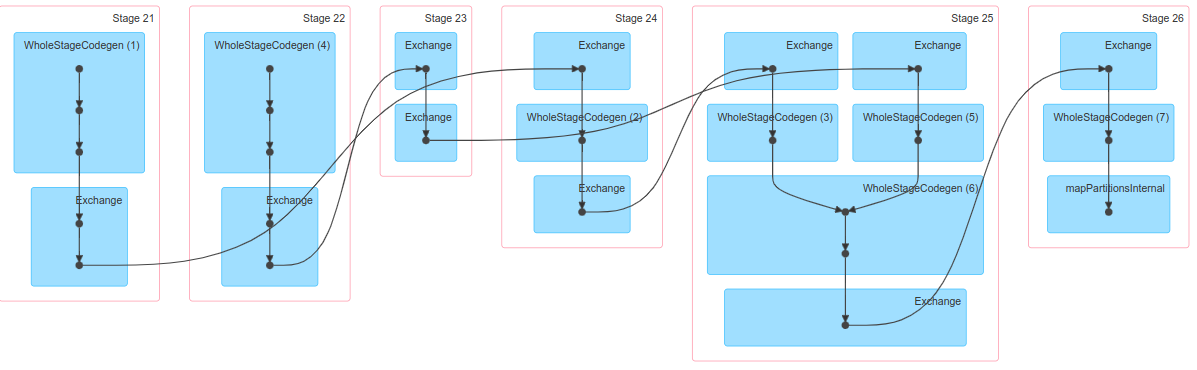 Stage 21
WholeStageCodegen (1)
Exchange
Stage 22
WholeStageCodegen (4)
Exchange
Stage 23
Exchange
Exchange
Stage 24
Exchange
WholeStageCodegen (2)
Exchange
Stage 25
Exchange
Exchange
WholeStageCodegen (3)
WholeStageCodegen (5)
WholeStageCodegen (6)
Exchange
Stage 26
Exchange
WholeStageCodegen (7)
mapPartitionsInternal